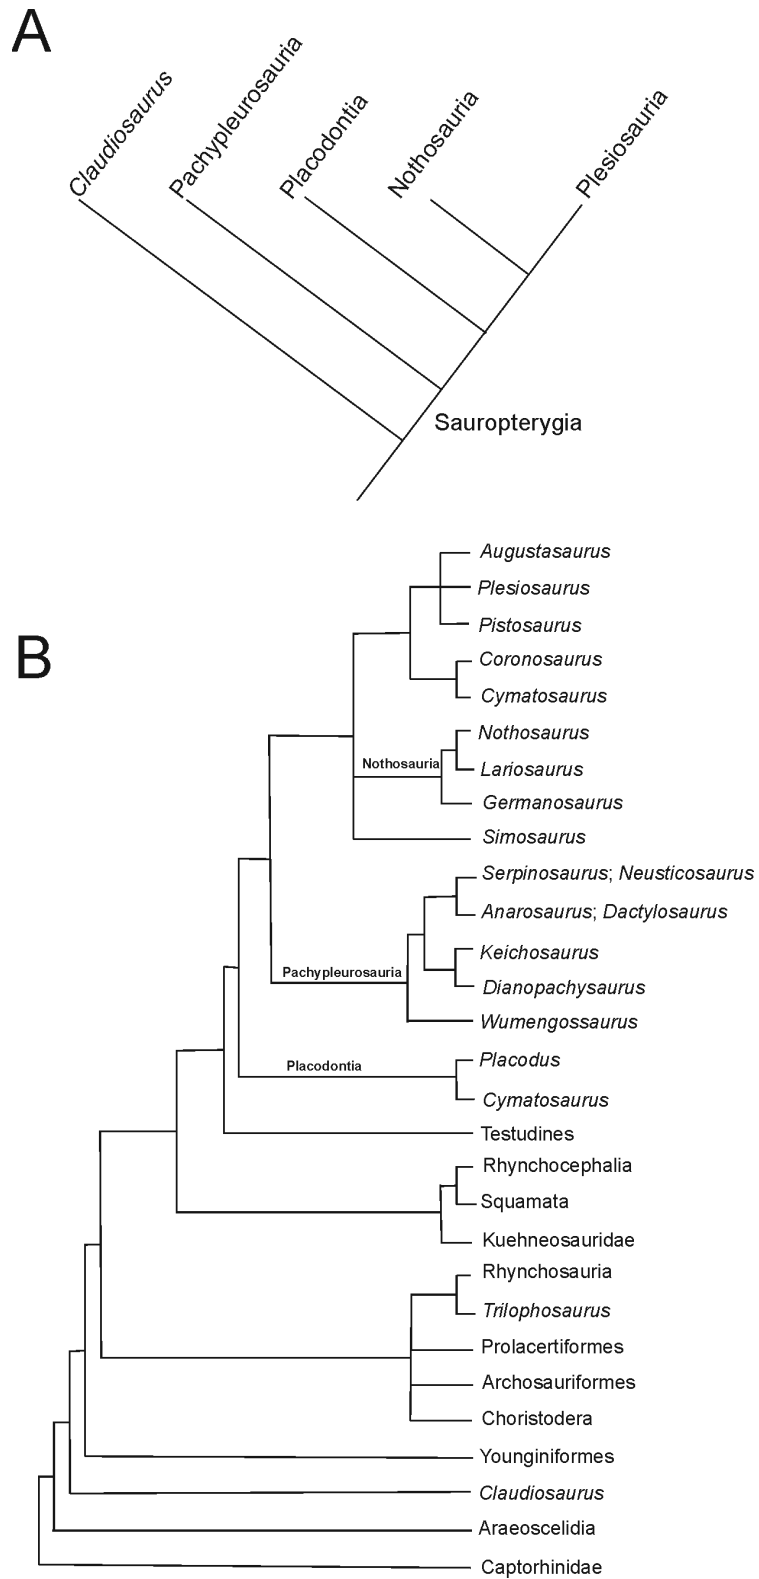 A
Claudiosaurus
Pachypleurosauria
Placodontia
Nothosauria
Plesiosauria
Sauropterygia
B
Augustasaurus
Plesiosaurus
Pistosaurus
Coronosaurus
Cymatosaurus
Nothosaurus
Nothosauria
Lariosaurus
Germanosaurus
Simosaurus
Serpinosaurus; Neusticosaurus
Anarosaurus; Dactylosaurus
Keichosaurus
Pachypleurosauria
Dianopachysaurus
Wumengossaurus
Placodus
Placodontia
Cymatosaurus
Testudines
Rhynchocephalia
Squamata
Kuehneosauridae
Rhynchosauria
Trilophosaurus
Prolacertiformes
Archosauriformes
Choristodera
Younginiformes
Claudiosaurus
Araeoscelidia
Captorhinidae